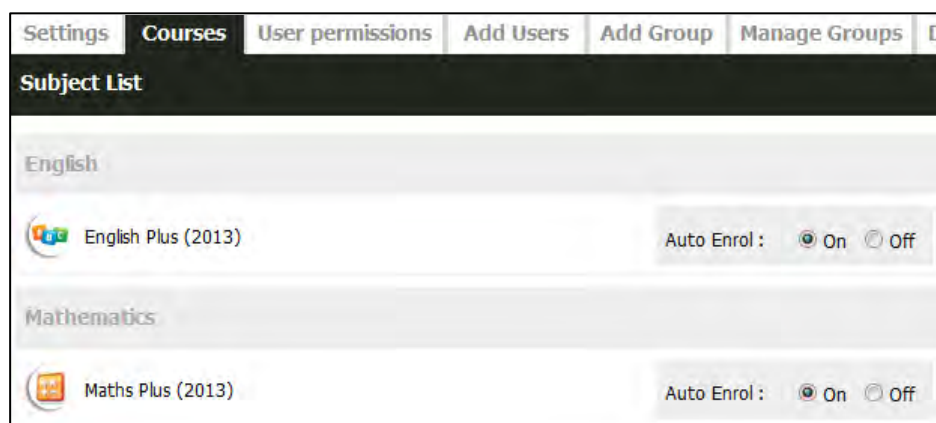 Settings Courses User permissions Add Users Add Group Manage Groups
Subject List
English
English Plus (2013) Auto Enrol : On Off
Mathematics
Maths Plus (2013) Auto Enrol : On Off